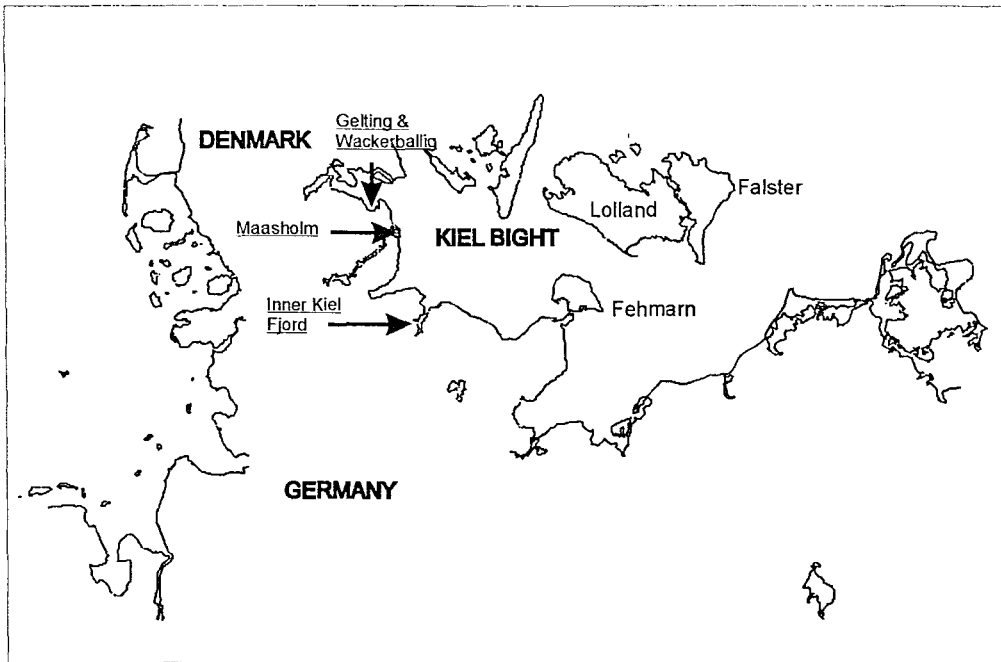 Gelting &
Wackerballig
DENMARK
Falster
Lolland
Maasholm
KIEL BIGHT
Inner Kiel
Fjord
Fehmarn
GERMANY